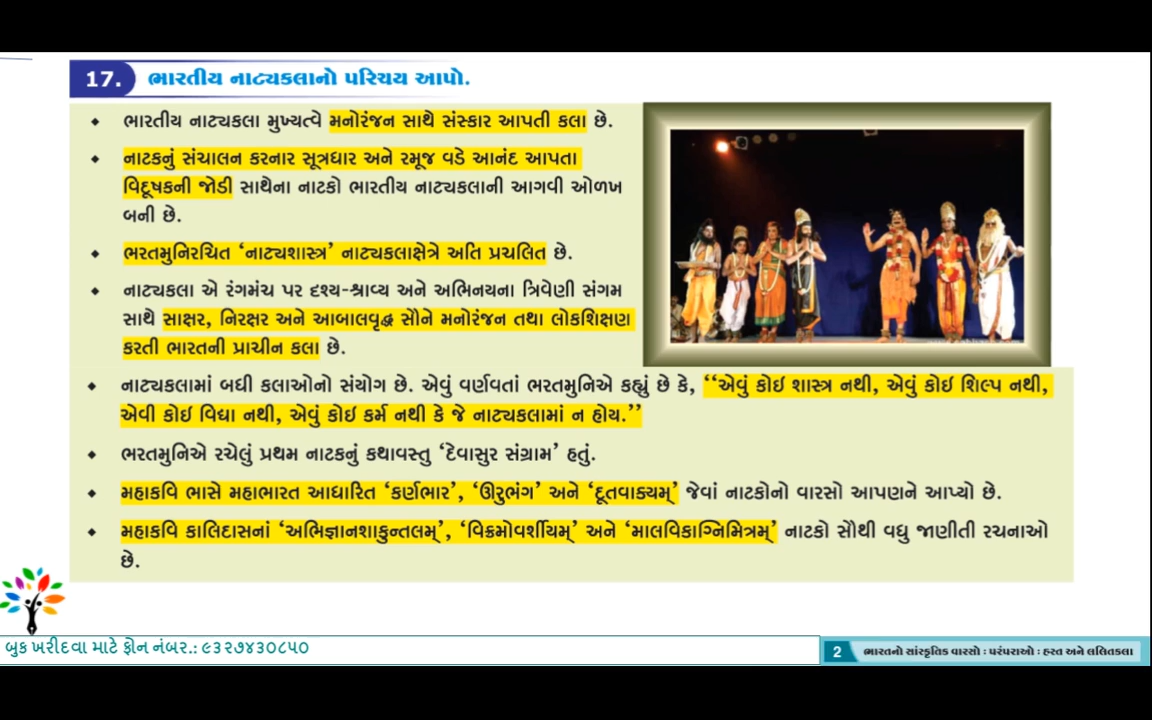 17. ભારતીય નાટ્યકલાનો પરિચય આપો.
◆ ભારતીય નાટ્યકલા મુખ્યત્વે મનોરંજન સાથે સંસ્કાર આપતી કલા છે.
◆ નાટકનું સંચાલન કરનાર સૂત્રધાર અને રમૂજ વડે આનંદ આપતા
વિદૂષકની જોડી સાથેના નાટકો ભારતીય નાટ્યકલાની આગવી ઓળખ
બની છે.
◆ ભરતમુનિરચિત ‘નાટ્યશાસ્ત્ર’ નાટ્યકલાક્ષેત્રે અતિ પ્રચલિત છે.
◆ નાટ્યકલા એ રંગમંચ પર દશ્ય-શ્રાવ્ય અને અભિનયના ત્રિવેણી સંગમ
સાથે સાક્ષર, નિરક્ષર અને આબાલવૃદ્ધ સૌને મનોરંજન તથા લોકશિક્ષણ
કરતી ભારતની પ્રાચીન કલા છે.
◆ નાટ્યકલામાં બધી કલાઓનો સંયોગ છે. એવું વર્ણવતાં ભરતમુનિએ કહ્યું છે કે, ‘‘એવું કોઈ શાસ્ત્ર નથી, એવું કોઈ શિલ્પ નથી,
એવી કોઈ વિદ્યા નથી, એવું કોઈ કર્મ નથી કે જે નાટ્યકલામાં ન હોય.’’
◆ ભરતમુનિએ રચેલું પ્રથમ નાટકનું કથાવસ્તુ ‘દેવાસુર સંગ્રામ’ હતું.
◆ મહાકવિ ભાસે મહાભારત આધારિત ‘કર્ણભાર’, ‘ઊરુભંગ’ અને ‘દૂતવાક્યમ્’ જેવાં નાટકોનો વારસો આપણને આપ્યો છે.
◆ મહાકવિ કાલિદાસનાં ‘અભિજ્ઞાનશાકુન્તલમ્’, ‘વિક્રમોવર્શીયમ્’ અને ‘માલવિકાગ્નિમિત્રમ્’ નાટકો સૌથી વધુ જાણીતી રચનાઓ
છે.
બુક ખરીદવા માટે ફોન નંબર.: ૯૩૨૭૪૩૦૮૫૦
2 ભારતનો સાંસ્કૃતિક વારસો : પરંપરાઓ : હસ્ત અને લલિતકલા